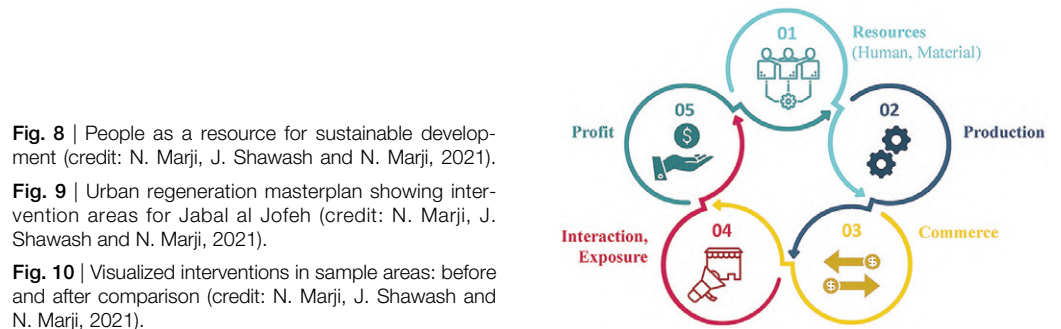 Fig. 8 | People as a resource for sustainable develop-
ment (credit: N. Marji, J. Shawash and N. Marji, 2021).
Fig. 9 | Urban regeneration masterplan showing inter-
vention areas for Jabal al Jofeh (credit: N. Marji, J.
Shawash and N. Marji, 2021).
Fig. 10 | Visualized interventions in sample areas: before
and after comparison (credit: N. Marji, J. Shawash and
N. Marji, 2021).
01
Resources
(Human, Material)
02
Production
03
Commerce
$
$
04
Interaction,
Exposure
05
Profit
$